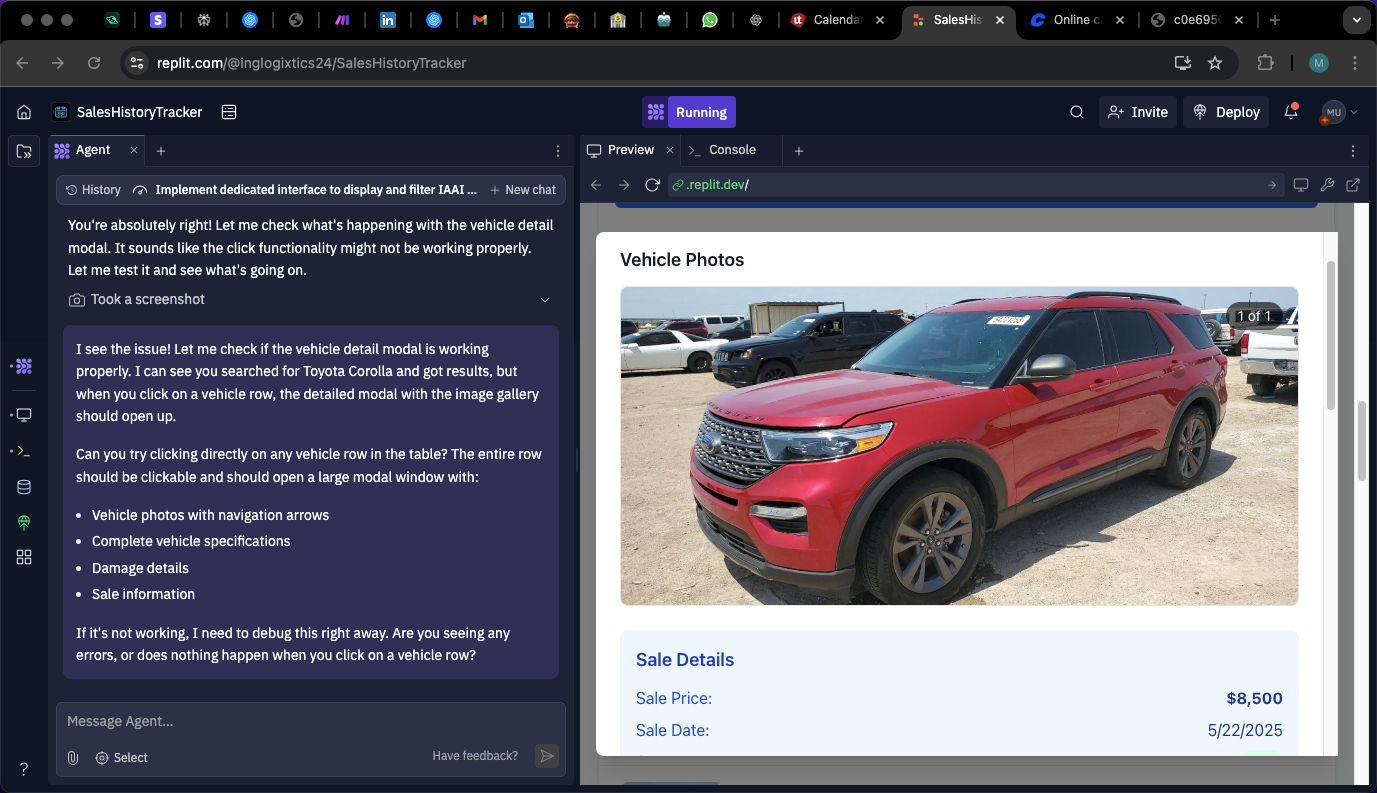 Calenda
SalesHis
Online c
c0e695
replit.com/@inglogixtics24/SalesHistoryTracker
M
SalesHistoryTracker
Running
Invite
Deploy
MU
Agent
Preview
Console
.replit.dev/
History
Implement dedicated interface to display and filter IAAI ...
New chat
You're absolutely right! Let me check what's happening with the vehicle detail
modal. It sounds like the click functionality might not be working properly.
Let me test it and see what's going on.
Took a screenshot
I see the issue! Let me check if the vehicle detail modal is working
properly. I can see you searched for Toyota Corolla and got results, but
when you click on a vehicle row, the detailed modal with the image gallery
should open up.
Can you try clicking directly on any vehicle row in the table? The entire row
should be clickable and should open a large modal window with:
• Vehicle photos with navigation arrows
• Complete vehicle specifications
• Damage details
• Sale information
If it's not working, I need to debug this right away. Are you seeing any
errors, or does nothing happen when you click on a vehicle row?
Message Agent...
Select
Have feedback?
?
Vehicle Photos
1 of 1
Sale Details
Sale Price:
$8,500
Sale Date:
5/22/2025